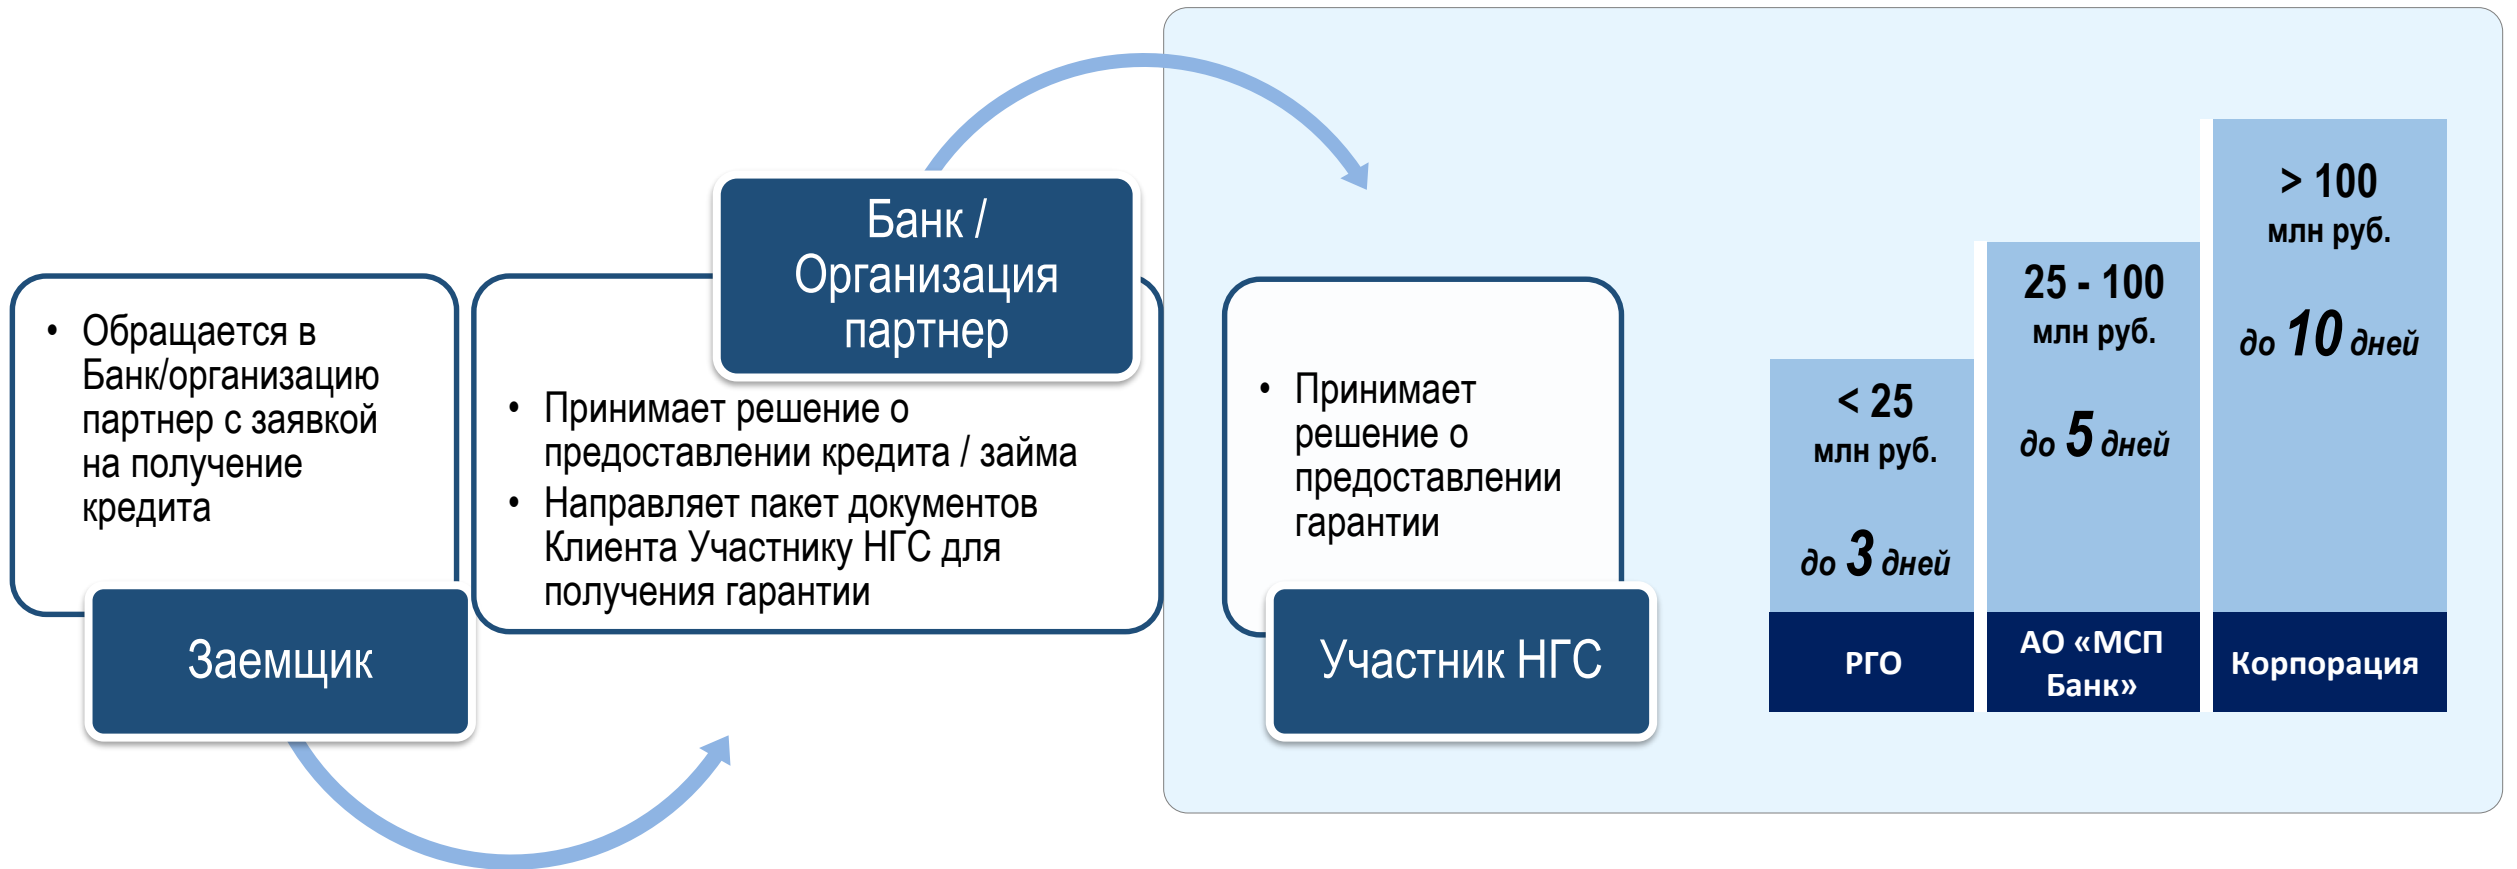 • Обращается в
Банк/организацию
партнер с заявкой
на получение
кредита
Заемщик
Банк /
Организация
партнер
• Принимает решение о
предоставлении кредита / займа
• Направляет пакет документов
Клиента Участнику НГС для
получения гарантии
• Принимает
решение о
предоставлении
гарантии
Участник НГС
< 25
млн руб.
до 3 дней
РГО
25 - 100
млн руб.
до 5 дней
АО «МСП
Банк»
> 100
млн руб.
до 10 дней
Корпорация